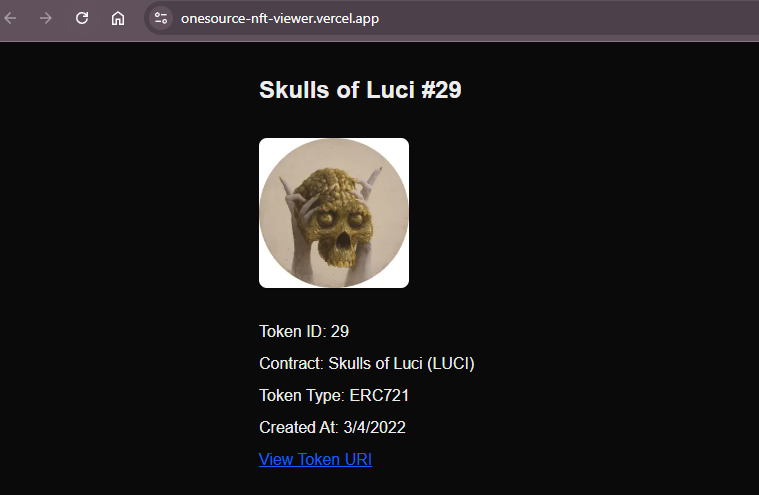 onesource-nft-viewer.vercel.app
Skulls of Luci #29
Token ID: 29
Contract: Skulls of Luci (LUCI)
Token Type: ERC721
Created At: 3/4/2022
View Token URI